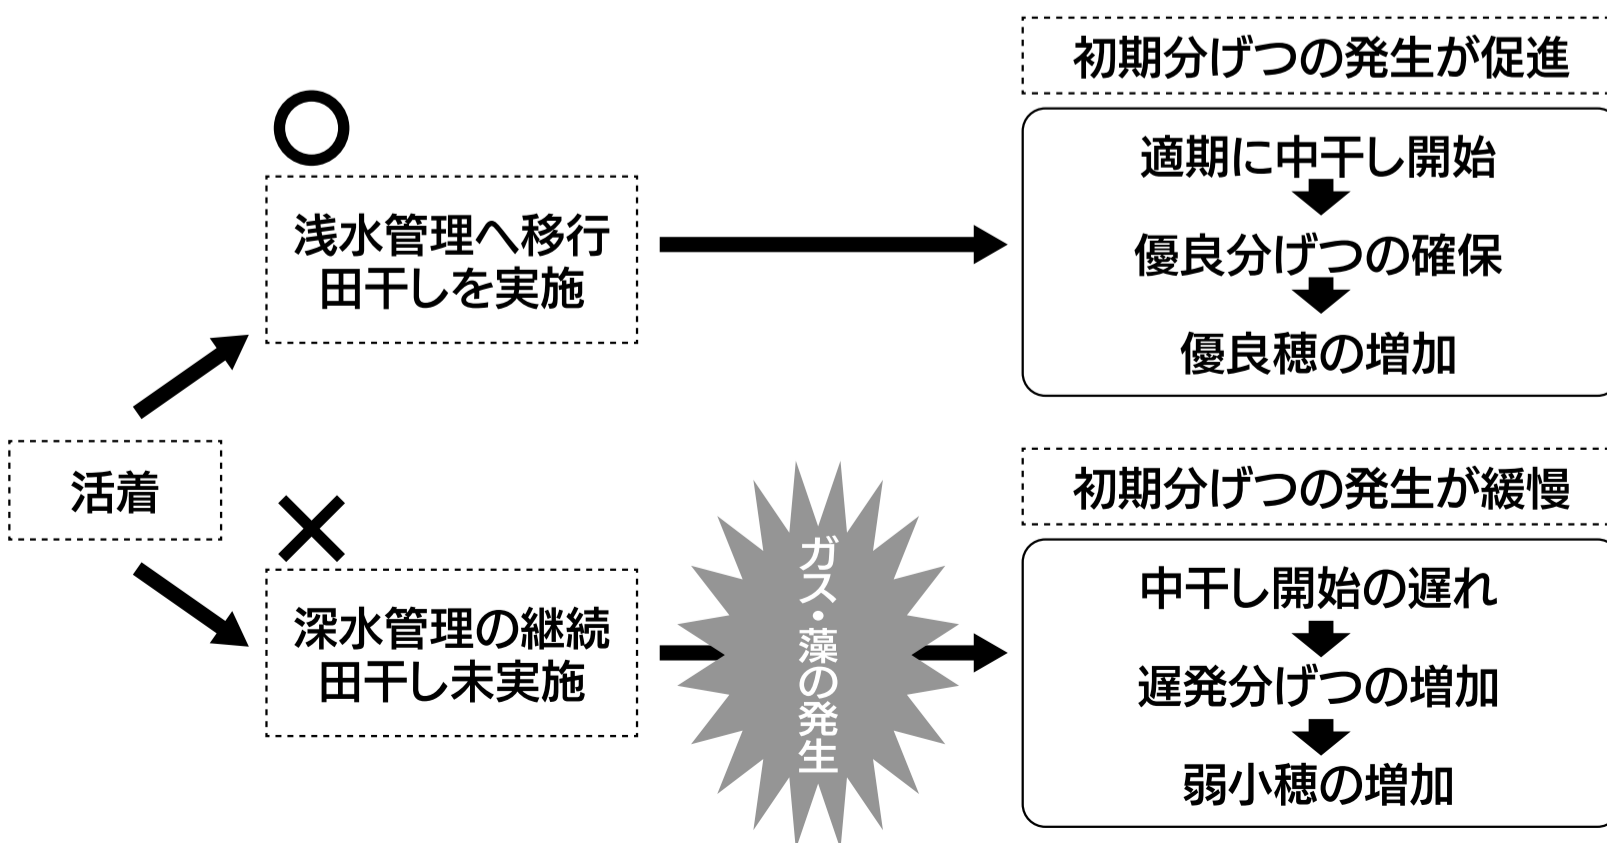 活着
○
浅水管理へ移行
田干しを実施
初期分げつの発生が促進
適期に中干し開始
優良分げつの確保
優良穂の増加
×
深水管理の継続
田干し未実施
ガス・藻の発生
初期分げつの発生が緩慢
中干し開始の遅れ
遅発分げつの増加
弱小穂の増加